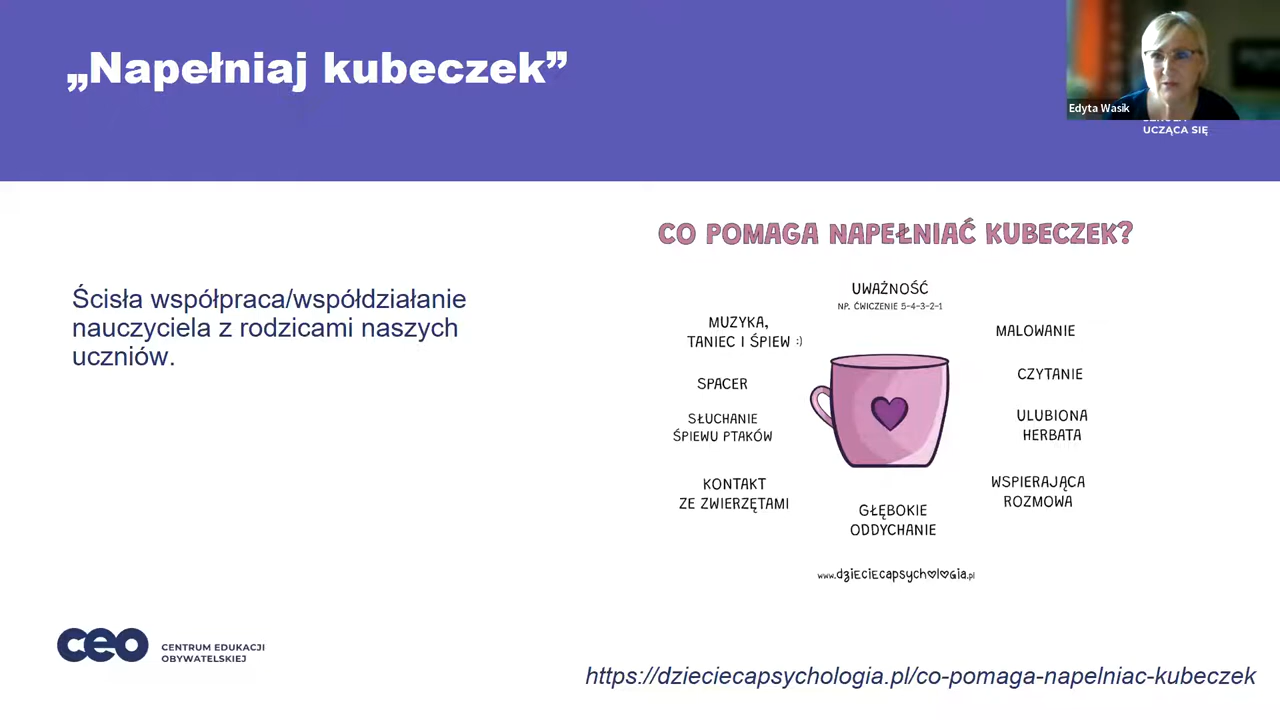 „Napełniaj kubeczek”
Edyta Wasik
UCZĄCA SIĘ
CO POMAGA NAPEŁNIAĆ KUBECZEK?
Ścisła współpraca/współdziałanie
nauczyciela z rodzicami naszych
uczniów.
UWAŻNOŚĆ
NP. ĆWICZENIE 5-4-3-2-1
MUZYKA,
TANIEC I ŚPIEW :)
MALOWANIE
SPACER
CZYTANIE
SŁUCHANIE
ŚPIEWU PTAKÓW
ULUBIONA
HERBATA
KONTAKT
ZE ZWIERZĘTAMI
WSPIERAJĄCA
ROZMOWA
GŁĘBOKIE
ODDYCHANIE
www.dziEciEcapsychologia.pl
ceo
CENTRUM EDUKACJI
OBYWATELSKIEJ
https://dzieciecapsychologia.pl/co-pomaga-napelniac-kubeczek